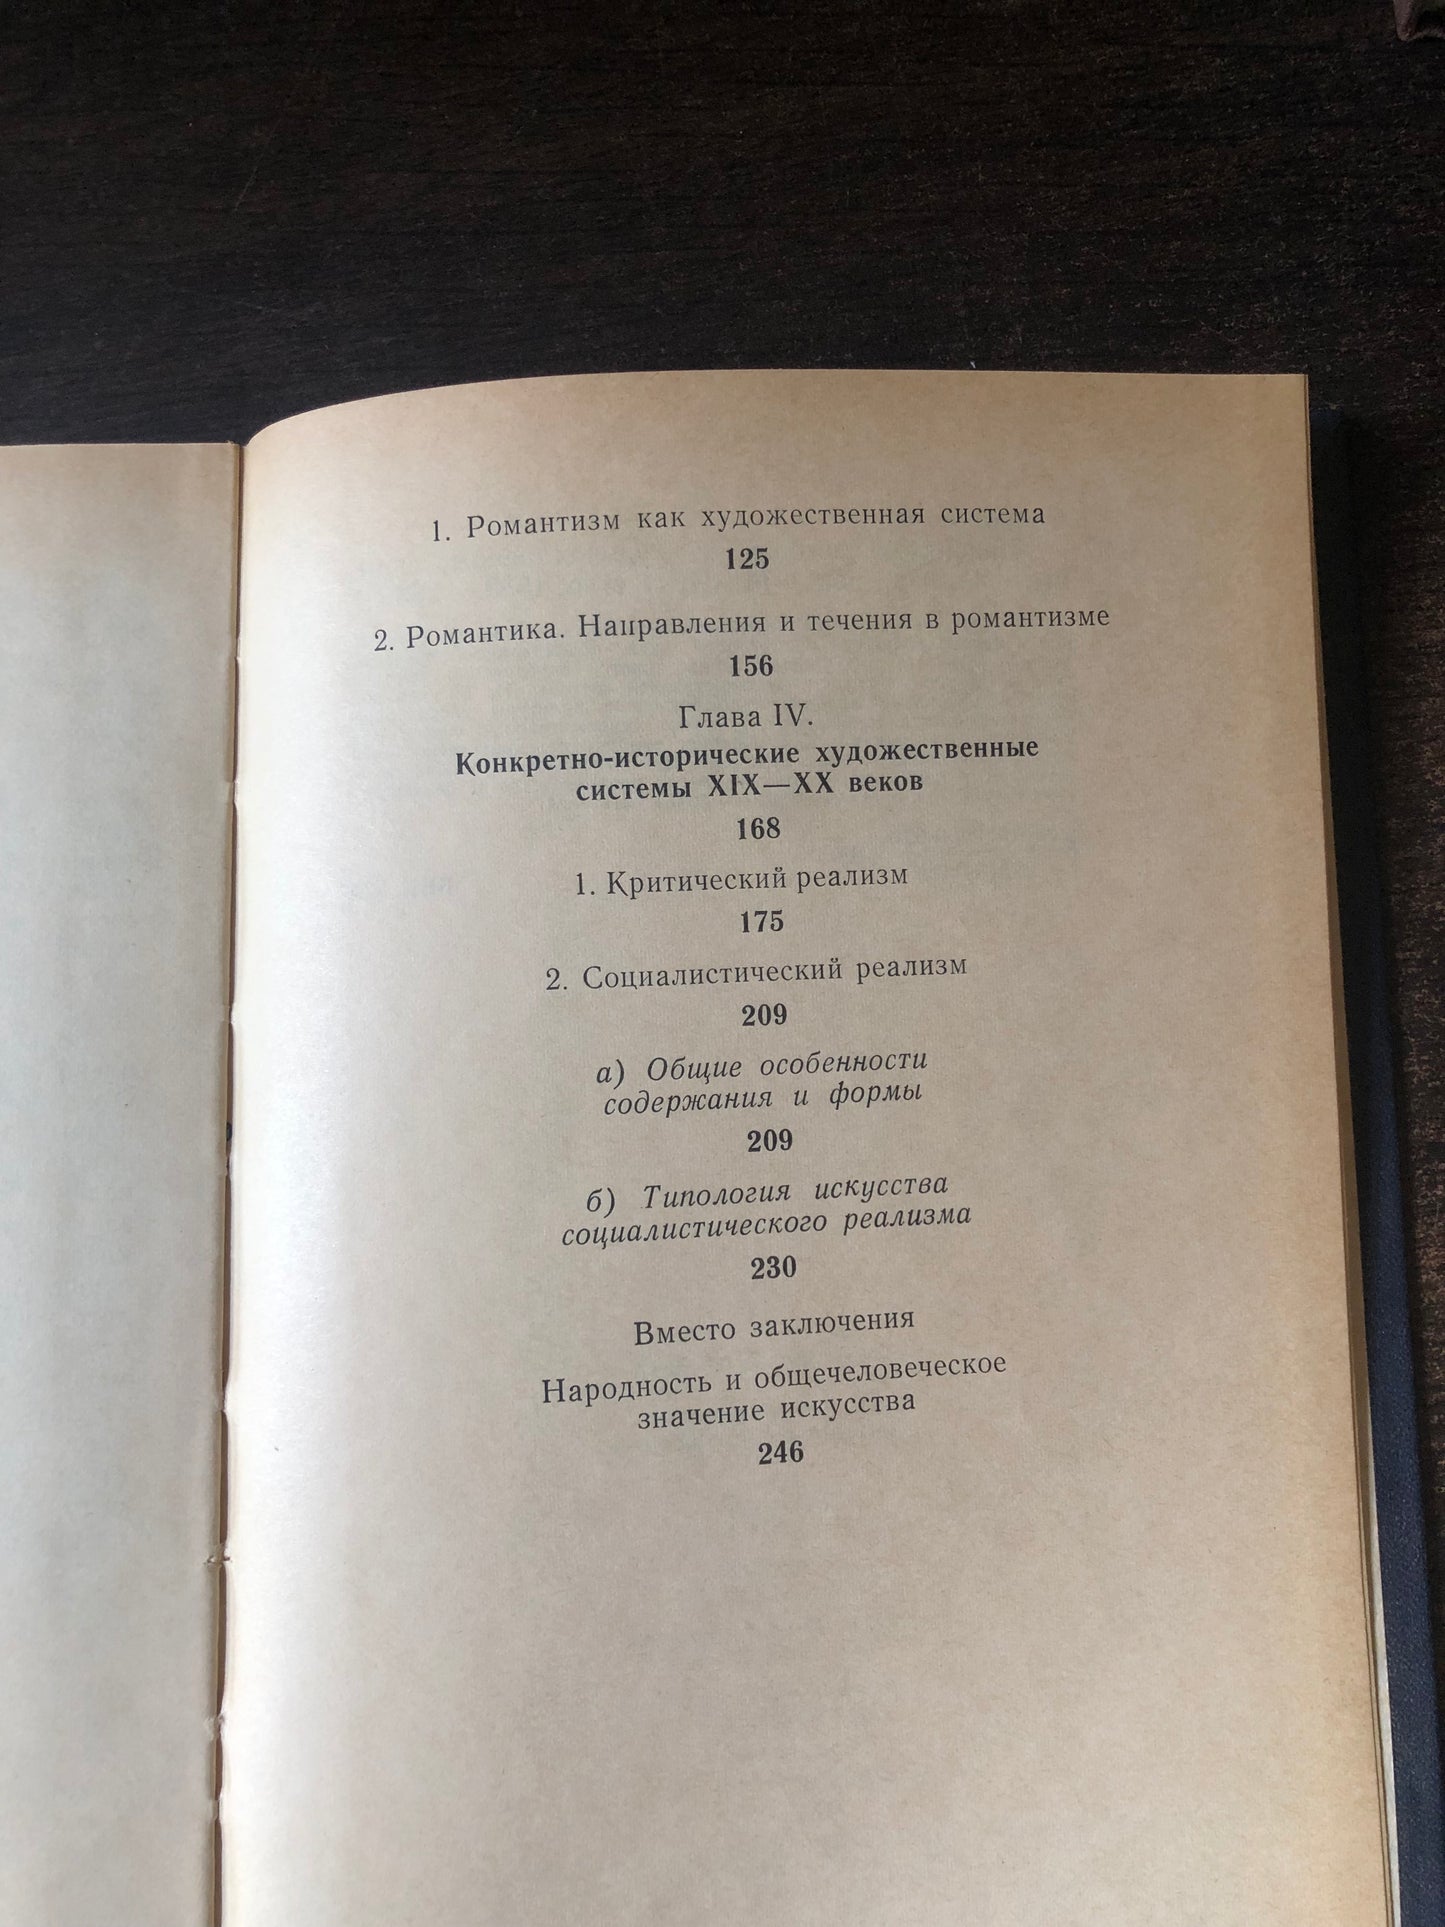 1. Романтизм как художественная система
125
2. Романтика. Направления и течения в романтизме
156
Глава IV.
Конкретно-исторические художественные
системы XIX—XX веков
168
1. Критический реализм
175
2. Социалистический реализм
209
а) Общие особенности
содержания и формы
209
б) Типология искусства
социалистического реализма
230
Вместо заключения
Народность и общечеловеческое
значение искусства
246